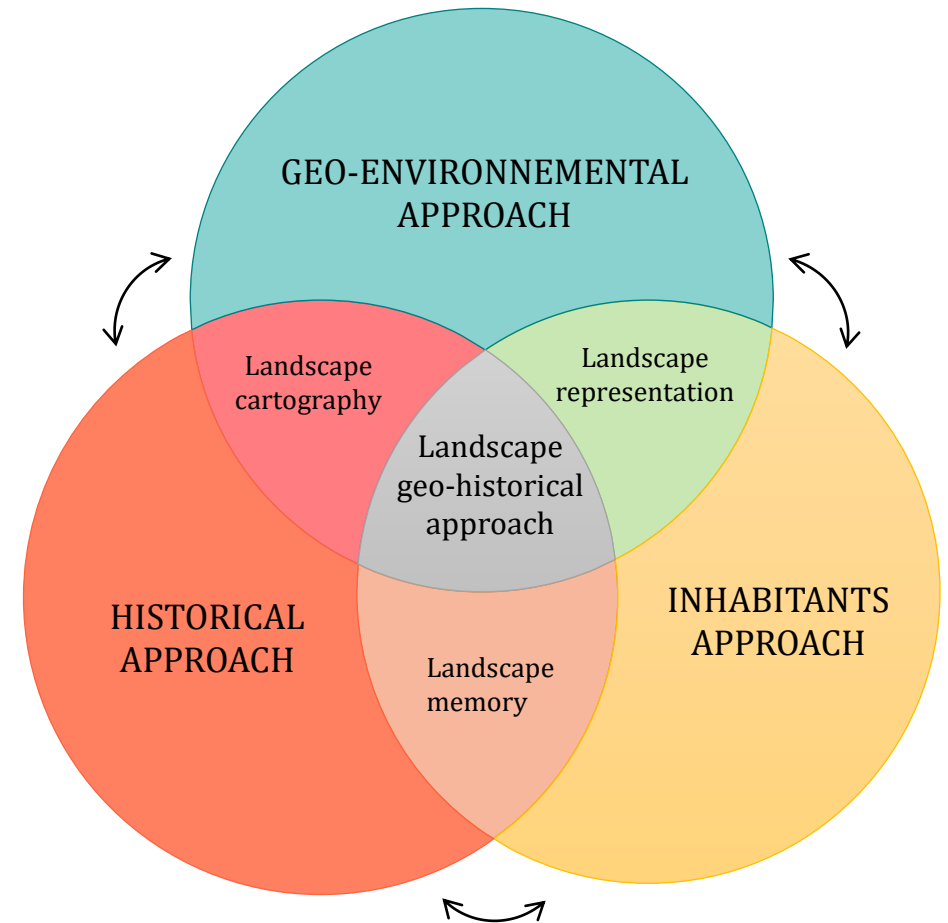 GEO-ENVIRONNEMENTAL
APPROACH
Landscape
cartography
Landscape
representation
Landscape
geo-historical
approach
HISTORICAL
APPROACH
INHABITANTS
APPROACH
Landscape
memory